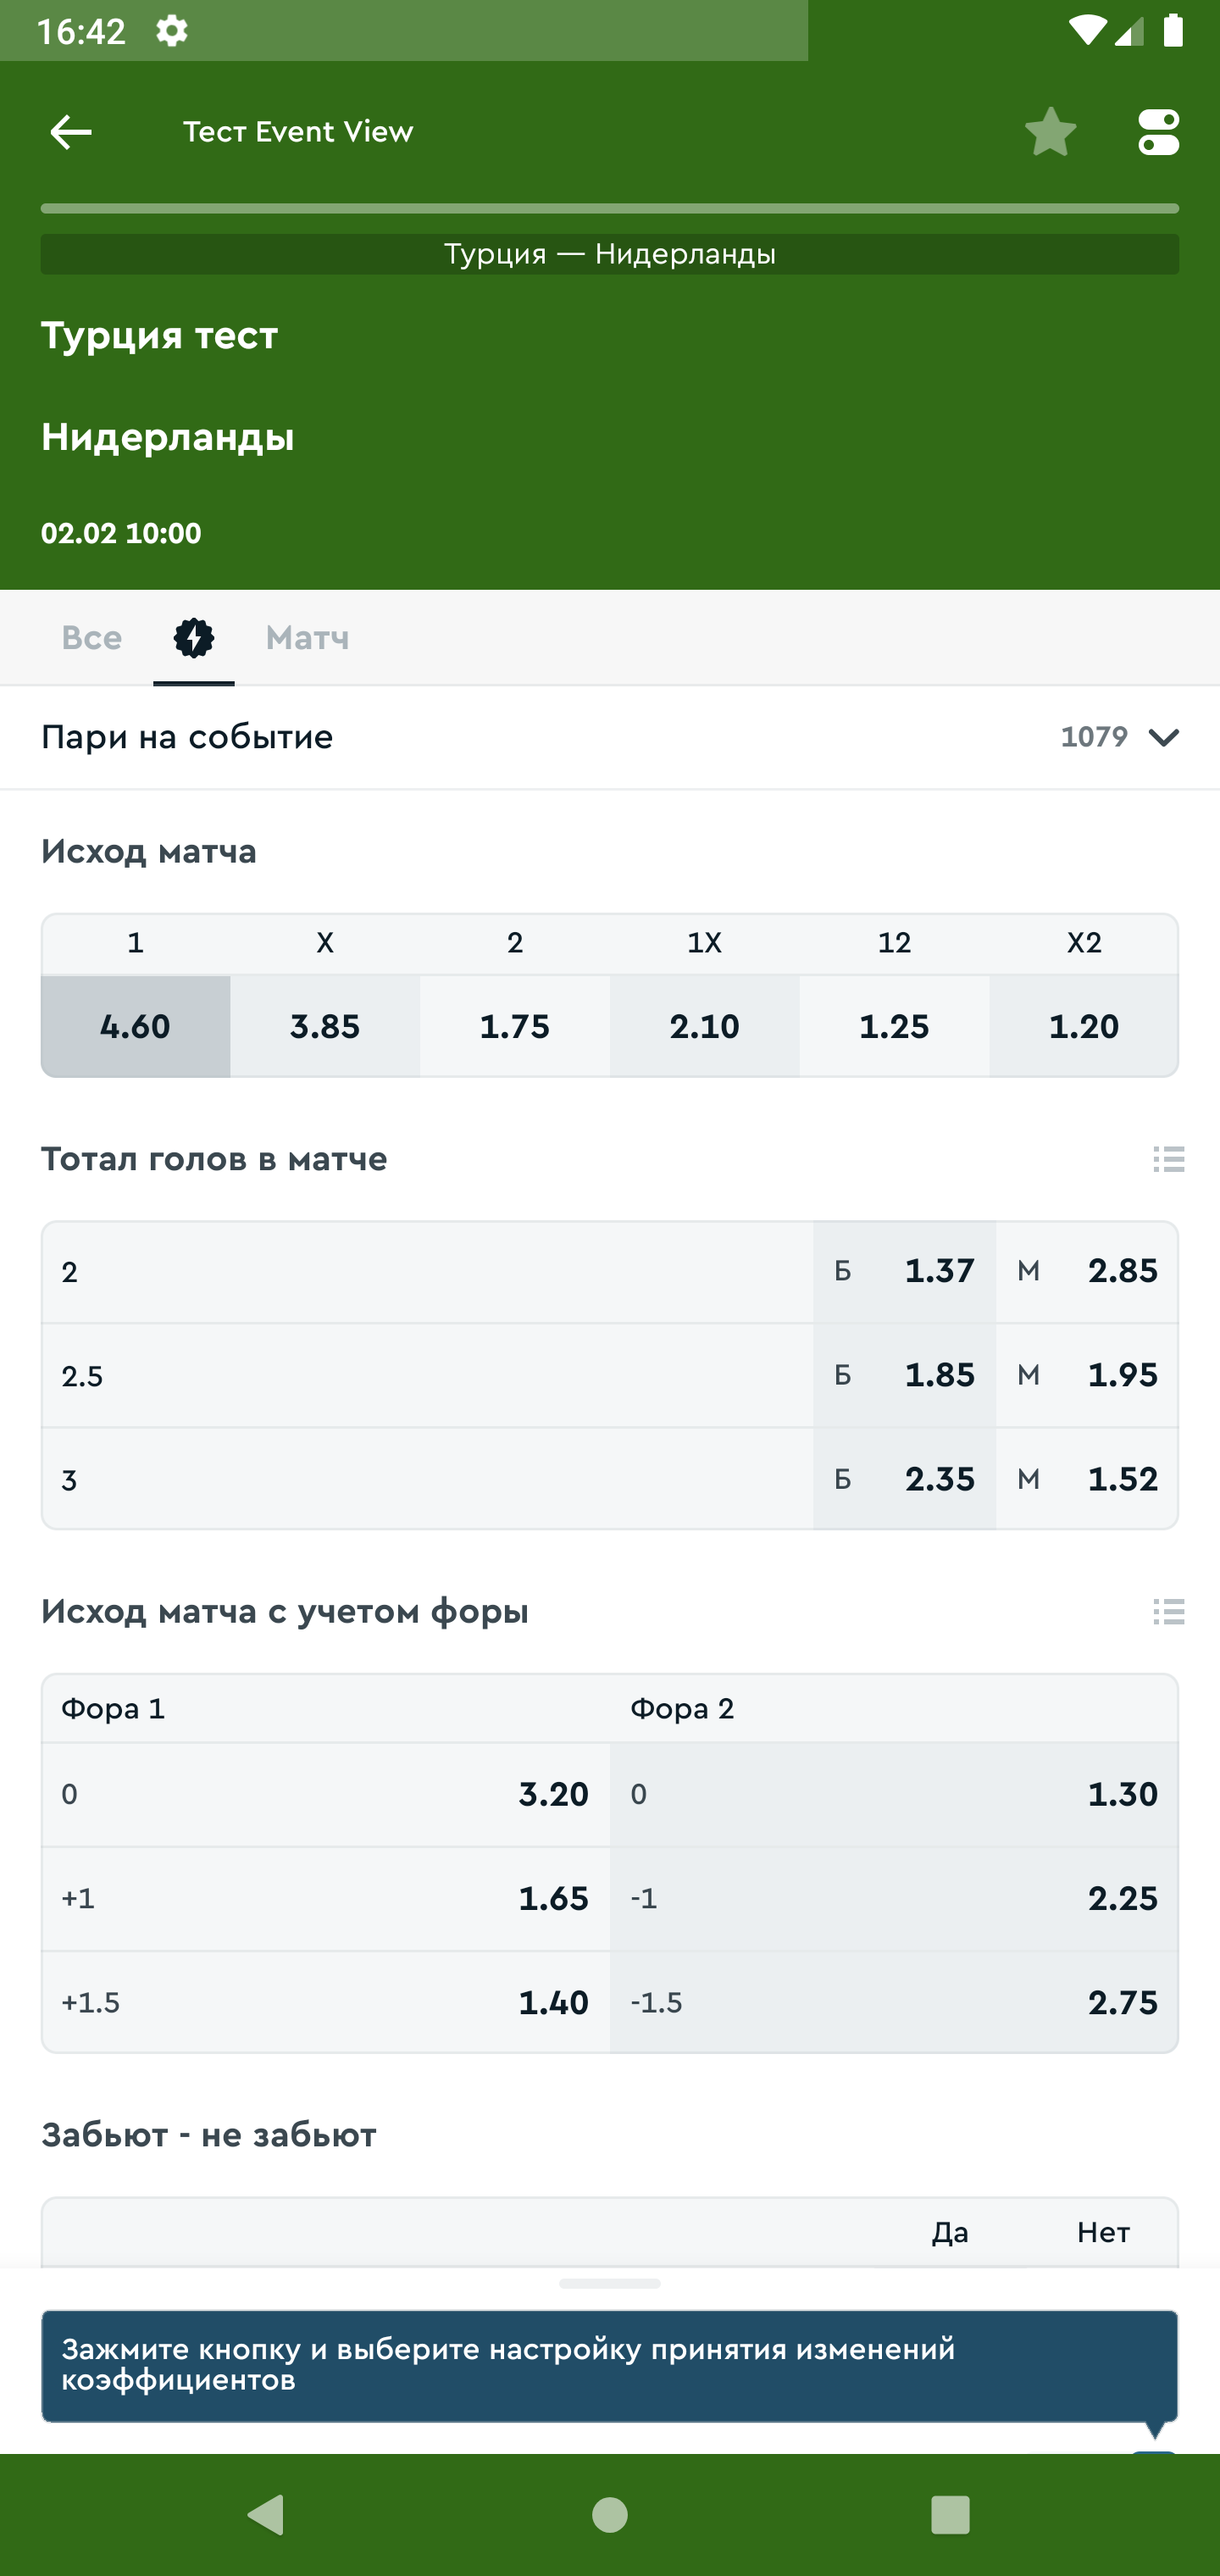 16:42
Тест Event View
Турция — Нидерланды
Турция тест
Нидерланды
02.02 10:00
Все Матч
Пари на событие 1079
Исход матча
1 X 2 1X 12 X2
4.60 3.85 1.75 2.10 1.25 1.20
Тотал голов в матче
2 Б 1.37 М 2.85
2.5 Б 1.85 М 1.95
3 Б 2.35 М 1.52
Исход матча с учетом форы
Фора 1 Фора 2
0 3.20 0 1.30
+1 1.65 -1 2.25
+1.5 1.40 -1.5 2.75
Забьют - не забьют
Да Нет
Зажмите кнопку и выберите настройку принятия изменений
коэффициентов